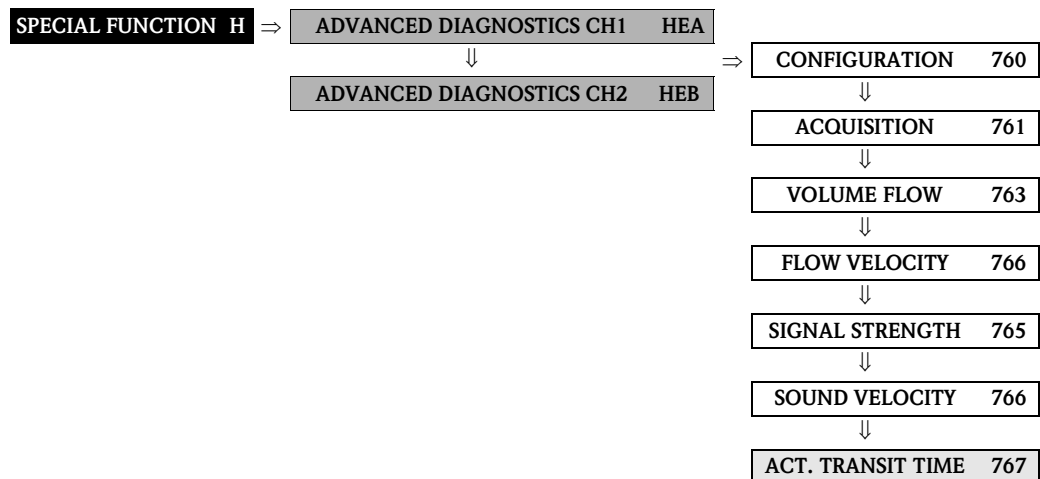 SPECIAL FUNCTION H ⇒ ADVANCED DIAGNOSTICS CH1 HEA
⇓
⇒ CONFIGURATION 760
ADVANCED DIAGNOSTICS CH2 HEB
⇓
ACQUISITION 761
⇓
VOLUME FLOW 763
⇓
FLOW VELOCITY 766
⇓
SIGNAL STRENGTH 765
⇓
SOUND VELOCITY 766
⇓
ACT. TRANSIT TIME 767